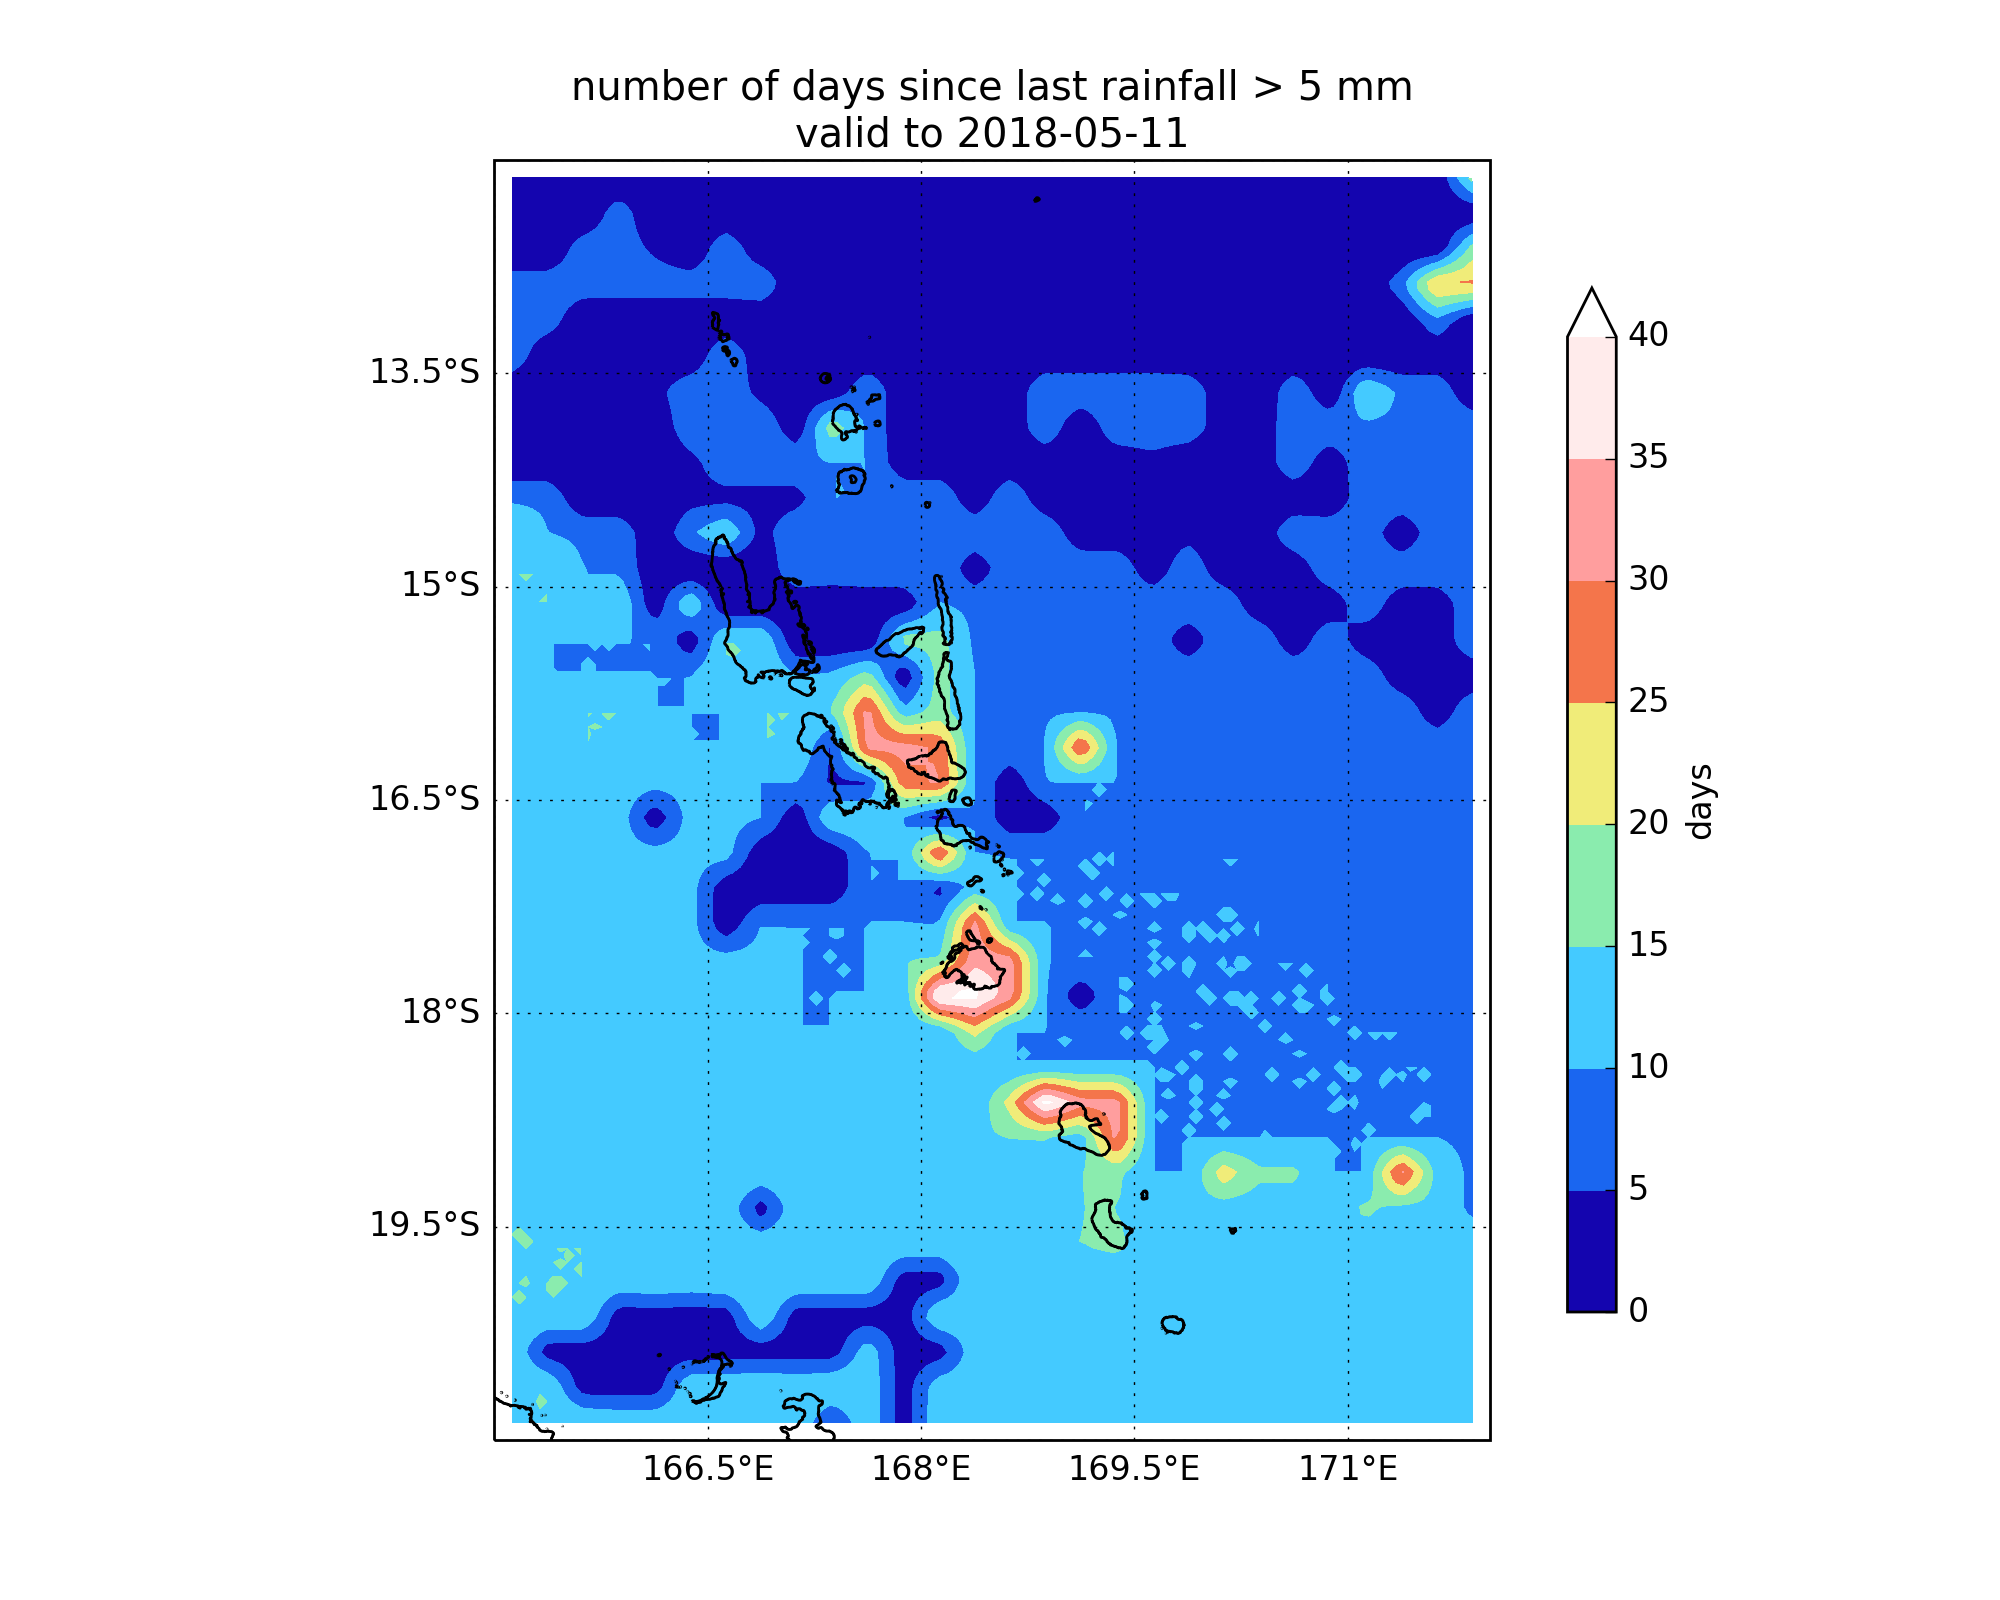 number of days since last rainfall > 5 mm
valid to 2018-05-11
13.5°S
15°S
16.5°S
18°S
19.5°S
166.5°E
168°E
169.5°E
171°E
40
35
30
25
20
15
10
5
0
days